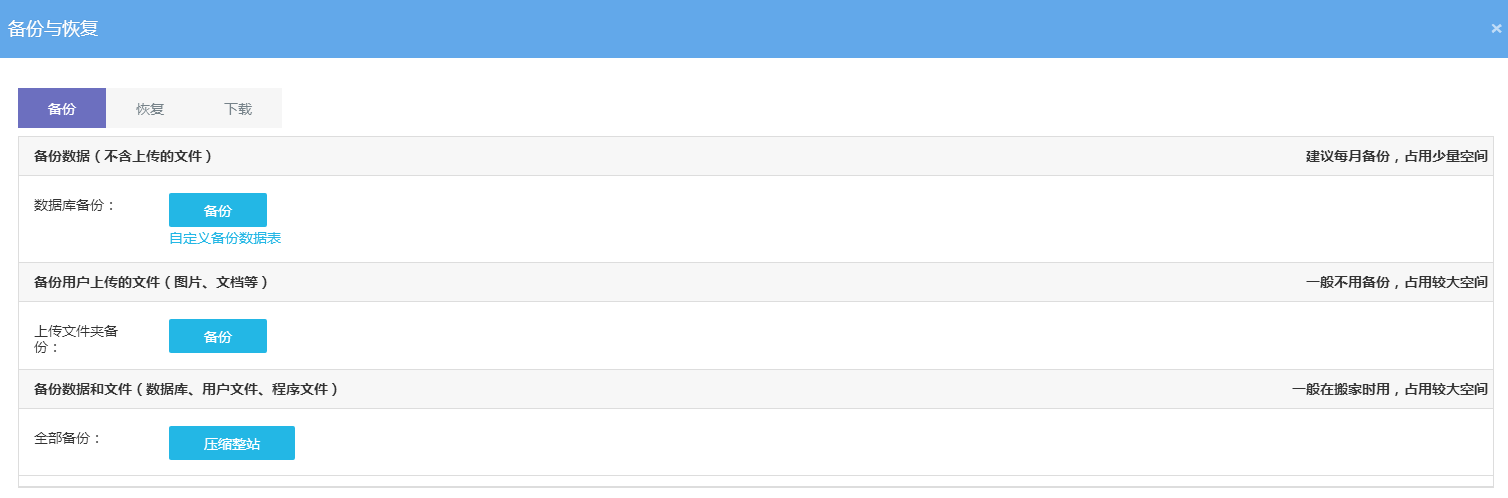 备份与恢复
×
备份 恢复 下载
备份数据（不含上传的文件） 建议每月备份，占用少量空间
数据库备份： 备份
自定义备份数据表
备份用户上传的文件（图片、文档等） 一般不用备份，占用较大空间
上传文件夹备份： 备份
备份数据和文件（数据库、用户文件、程序文件） 一般在搬家时用，占用较大空间
全部备份： 压缩整站